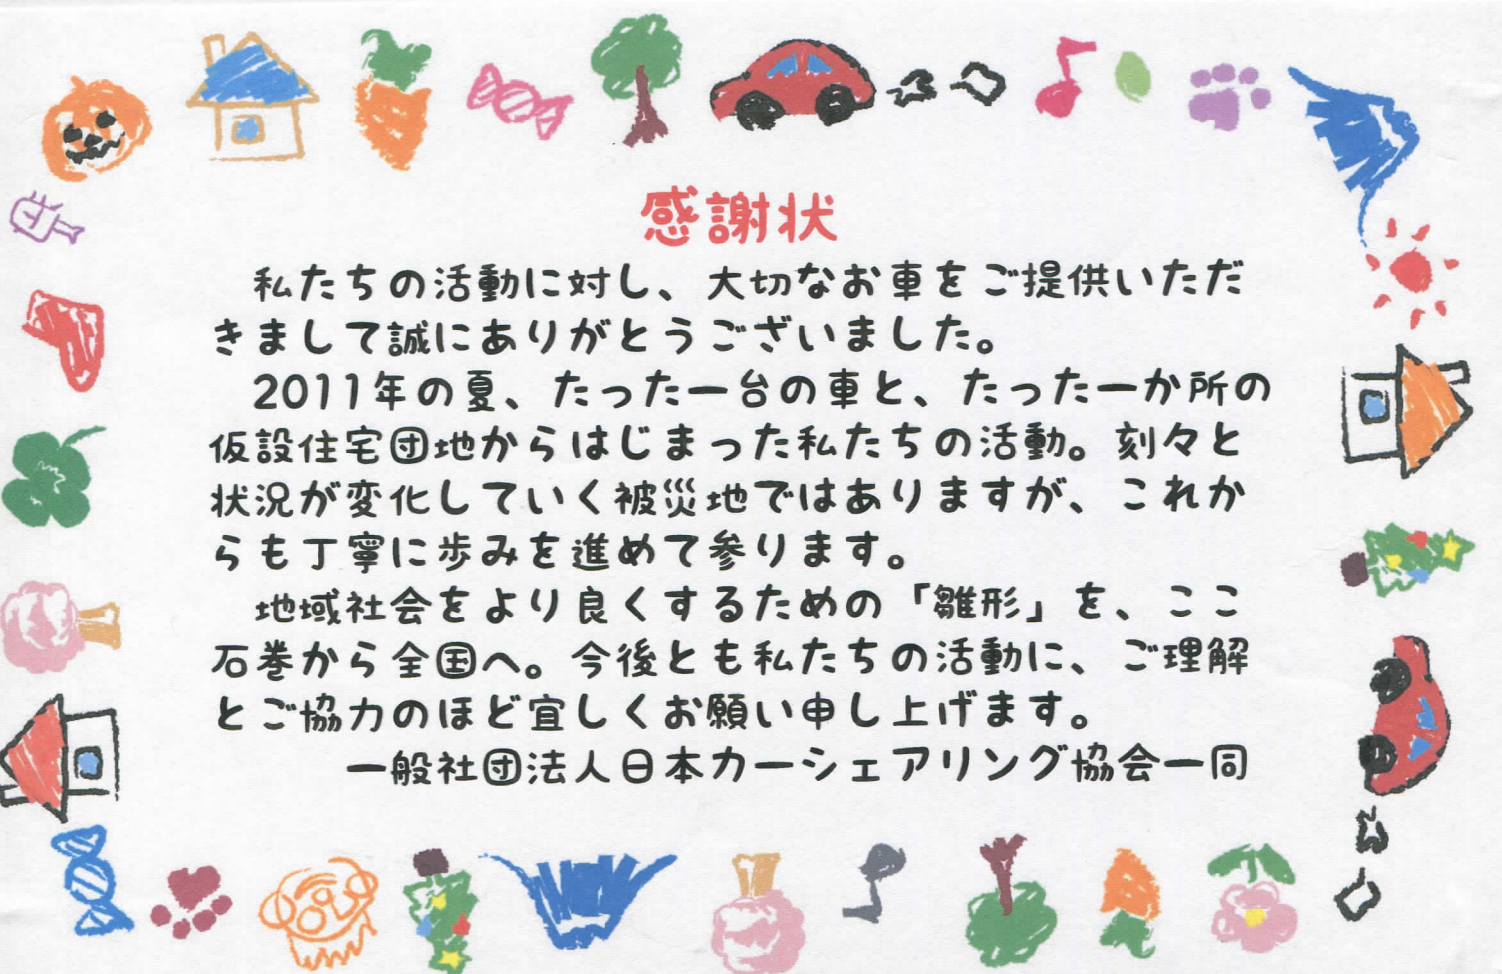 感謝状
私たちの活動に対し、大切なお車をご提供いただ
きまして誠にありがとうございました。
2011年の夏、たった一台の車と、たった一か所の
仮設住宅団地からはじまった私たちの活動。刻々と
状況が変化していく被災地ではありますが、これか
らも丁寧に歩みを進めて参ります。
地域社会をより良くするための「雛形」を、ここ
石巻から全国へ。今後とも私たちの活動に、ご理解
とご協力のほど宜しくお願い申し上げます。
一般社団法人日本カーシェアリング協会一同